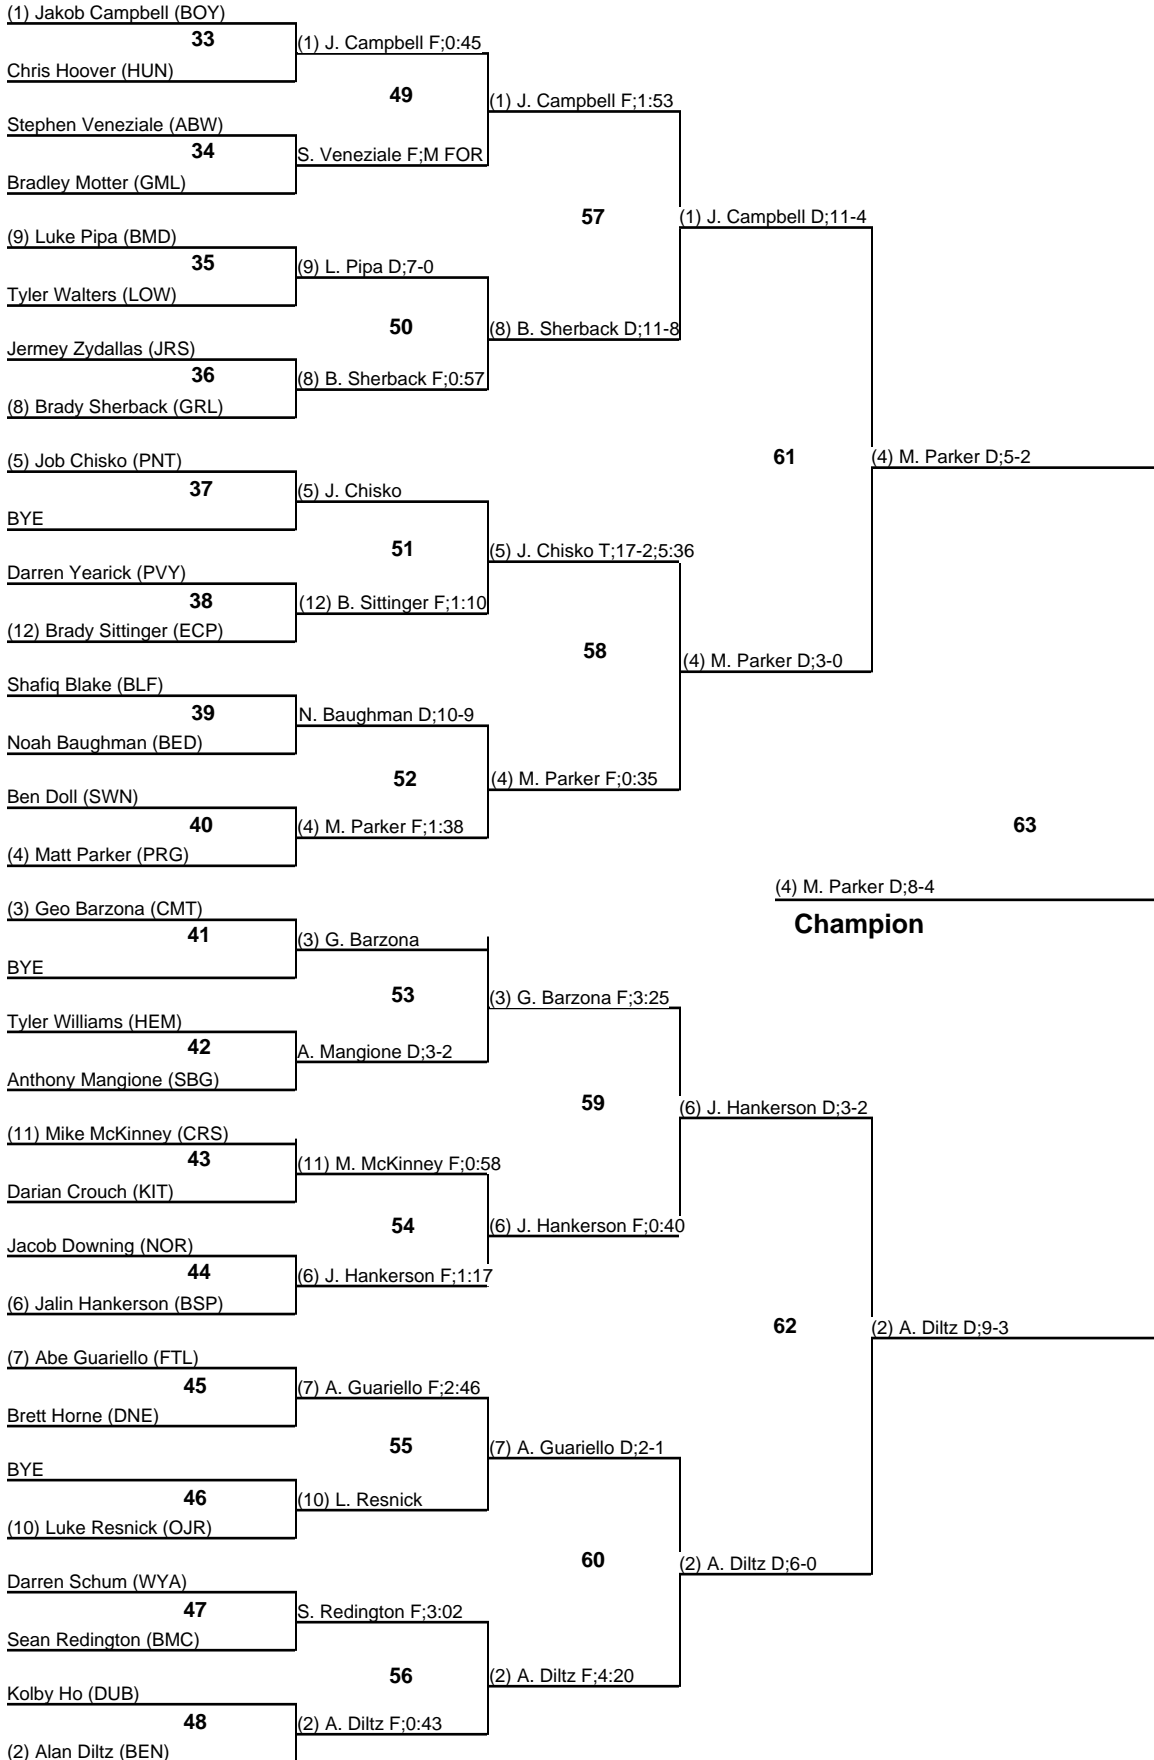 (1) Jakob Campbell (BOY)
33
(1) J. Campbell F;0:45
Chris Hoover (HUN)
49
(1) J. Campbell F;1:53
Stephen Veneziale (ABW)
34
S. Veneziale F;M FOR
Bradley Motter (GML)
57
(1) J. Campbell D;11-4
(9) Luke Pipa (BMD)
35
(9) L. Pipa D;7-0
Tyler Walters (LOW)
50
(8) B. Sherback D;11-8
Jermey Zydallas (JRS)
36
(8) B. Sherback F;0:57
(8) Brady Sherback (GRL)
61
(4) M. Parker D;5-2
(5) Job Chisko (PNT)
37
(5) J. Chisko
BYE
51
(5) J. Chisko T;17-2;5:36
Darren Yearick (PVY)
38
(12) B. Sittinger F;1:10
(12) Brady Sittinger (ECP)
58
(4) M. Parker D;3-0
Shafiq Blake (BLF)
39
N. Baughman D;10-9
Noah Baughman (BED)
52
(4) M. Parker F;0:35
Ben Doll (SWN)
40
(4) M. Parker F;1:38
(4) Matt Parker (PRG)
63
(4) M. Parker D;8-4
Champion
(3) Geo Barzona (CMT)
41
(3) G. Barzona
BYE
53
(3) G. Barzona F;3:25
Tyler Williams (HEM)
42
A. Mangione D;3-2
Anthony Mangione (SBG)
59
(6) J. Hankerson D;3-2
(11) Mike McKinney (CRS)
43
(11) M. McKinney F;0:58
Darian Crouch (KIT)
54
(6) J. Hankerson F;0:40
Jacob Downing (NOR)
44
(6) J. Hankerson F;1:17
(6) Jalin Hankerson (BSP)
62
(2) A. Diltz D;9-3
(7) Abe Guariello (FTL)
45
(7) A. Guariello F;2:46
Brett Horne (DNE)
55
(7) A. Guariello D;2-1
BYE
46
(10) L. Resnick
(10) Luke Resnick (OJR)
60
(2) A. Diltz D;6-0
Darren Schum (WYA)
47
S. Redington F;3:02
Sean Redington (BMC)
56
(2) A. Diltz F;4:20
Kolby Ho (DUB)
48
(2) A. Diltz F;0:43
(2) Alan Diltz (BEN)